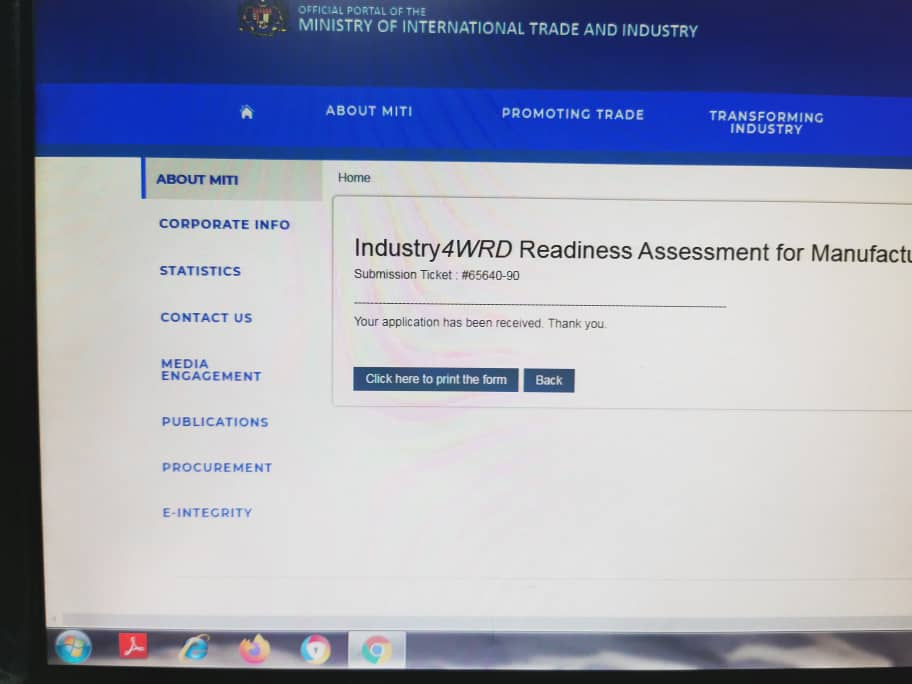 OFFICIAL PORTAL OF THE
MINISTRY OF INTERNATIONAL TRADE AND INDUSTRY
ABOUT MITI
PROMOTING TRADE
TRANSFORMING
INDUSTRY
ABOUT MITI
CORPORATE INFO
STATISTICS
CONTACT US
MEDIA
ENGAGEMENT
PUBLICATIONS
PROCUREMENT
E-INTEGRITY
Home
Industry4WRD Readiness Assessment for Manufactu
Submission Ticket : #65640-90
Your application has been received. Thank you.
Click here to print the form
Back